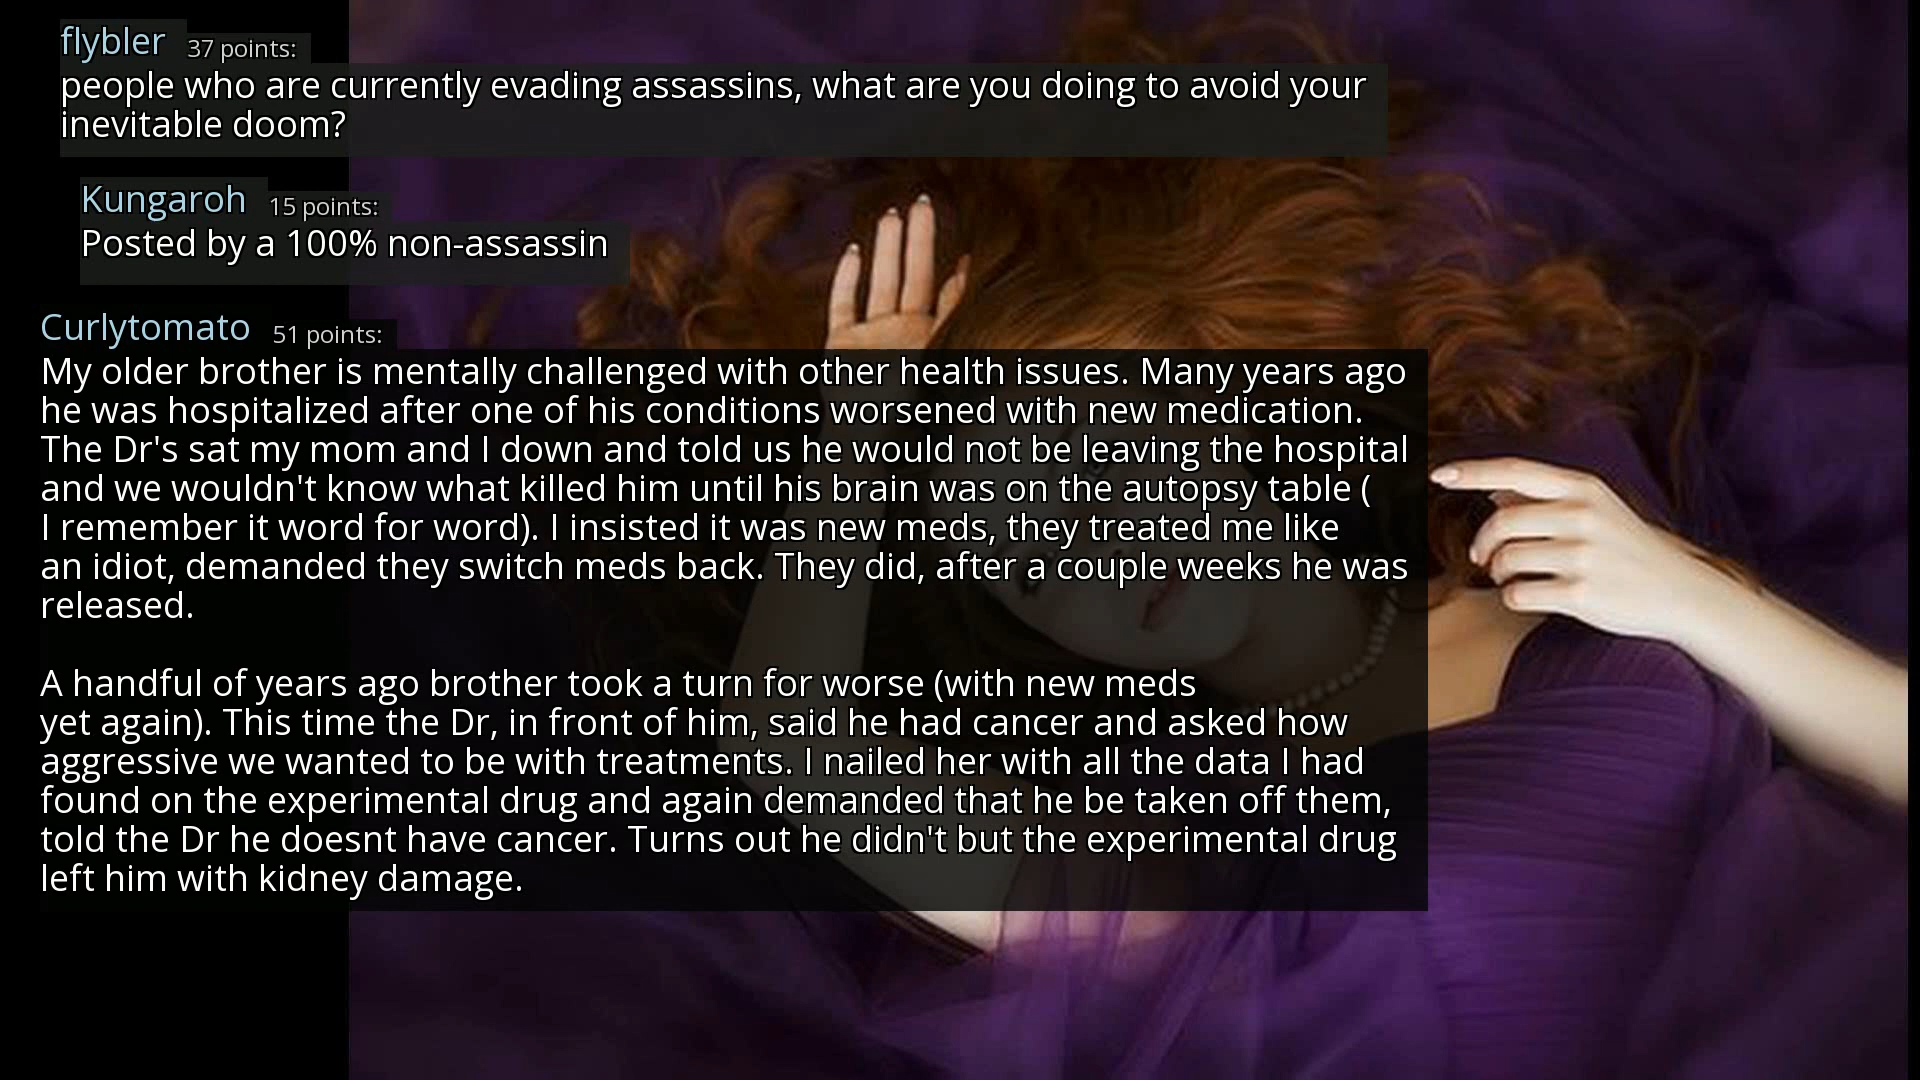 flybler 37 points:
people who are currently evading assassins, what are you doing to avoid your
inevitable doom?
Kungaroh 15 points:
Posted by a 100% non-assassin
Curlytomato 51 points:
My older brother is mentally challenged with other health issues. Many years ago
he was hospitalized after one of his conditions worsened with new medication.
The Dr's sat my mom and I down and told us he would not be leaving the hospital
and we wouldn't know what killed him until his brain was on the autopsy table (
I remember it word for word). I insisted it was new meds, they treated me like
an idiot, demanded they switch meds back. They did, after a couple weeks he was
released.
A handful of years ago brother took a turn for worse (with new meds
yet again). This time the Dr, in front of him, said he had cancer and asked how
aggressive we wanted to be with treatments. I nailed her with all the data I had
found on the experimental drug and again demanded that he be taken off them,
told the Dr he doesnt have cancer. Turns out he didn't but the experimental drug
left him with kidney damage.